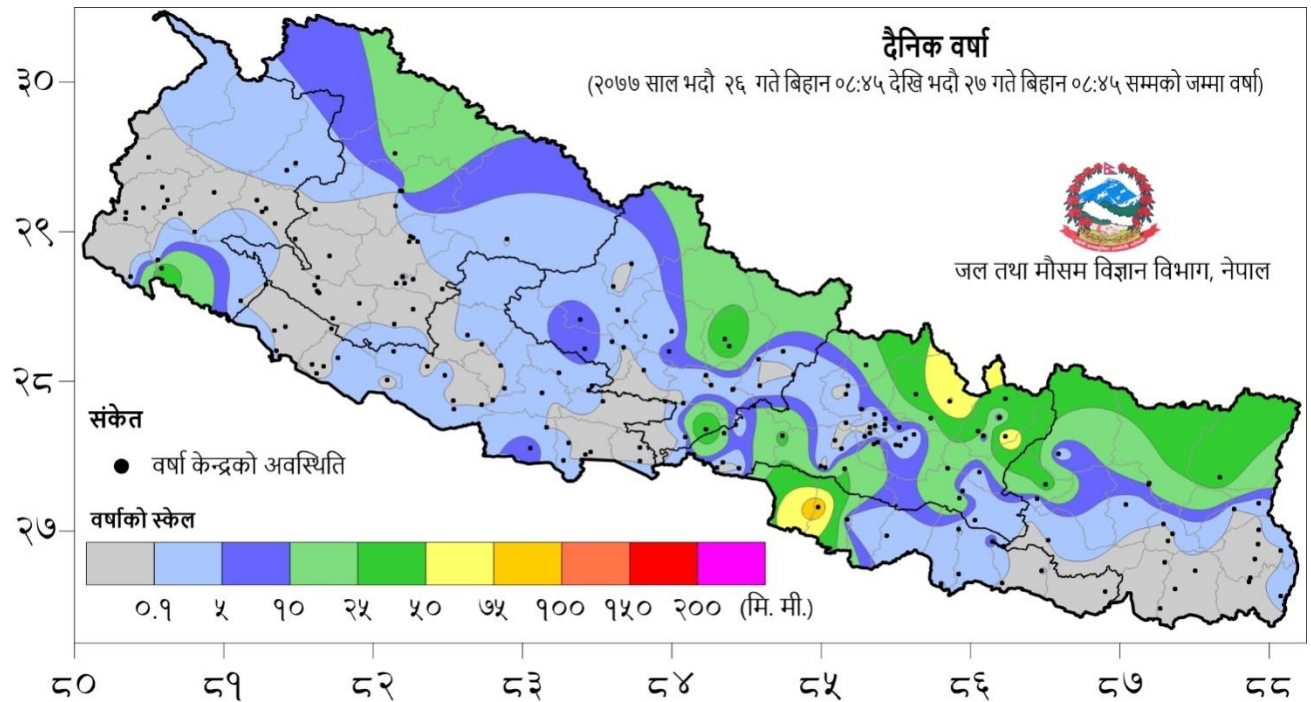 दैनिक वर्षा
(२०७७ साल भदौ २६ गते बिहान ०८:४५ देखि भदौ २७ गते बिहान ०८:४५ सम्मको जम्मा वर्षा)
३०
२९
जल तथा मौसम विज्ञान विभाग, नेपाल
२८
संकेत
वर्षा केन्द्रको अवस्थिति
वर्षाको स्केल
२७
०.१ ५ १० २५ ५० ७५ १०० १५० २०० (मि. मी.)
८० ८१ ८२ ८३ ८४ ८५ ८६ ८७ ८८